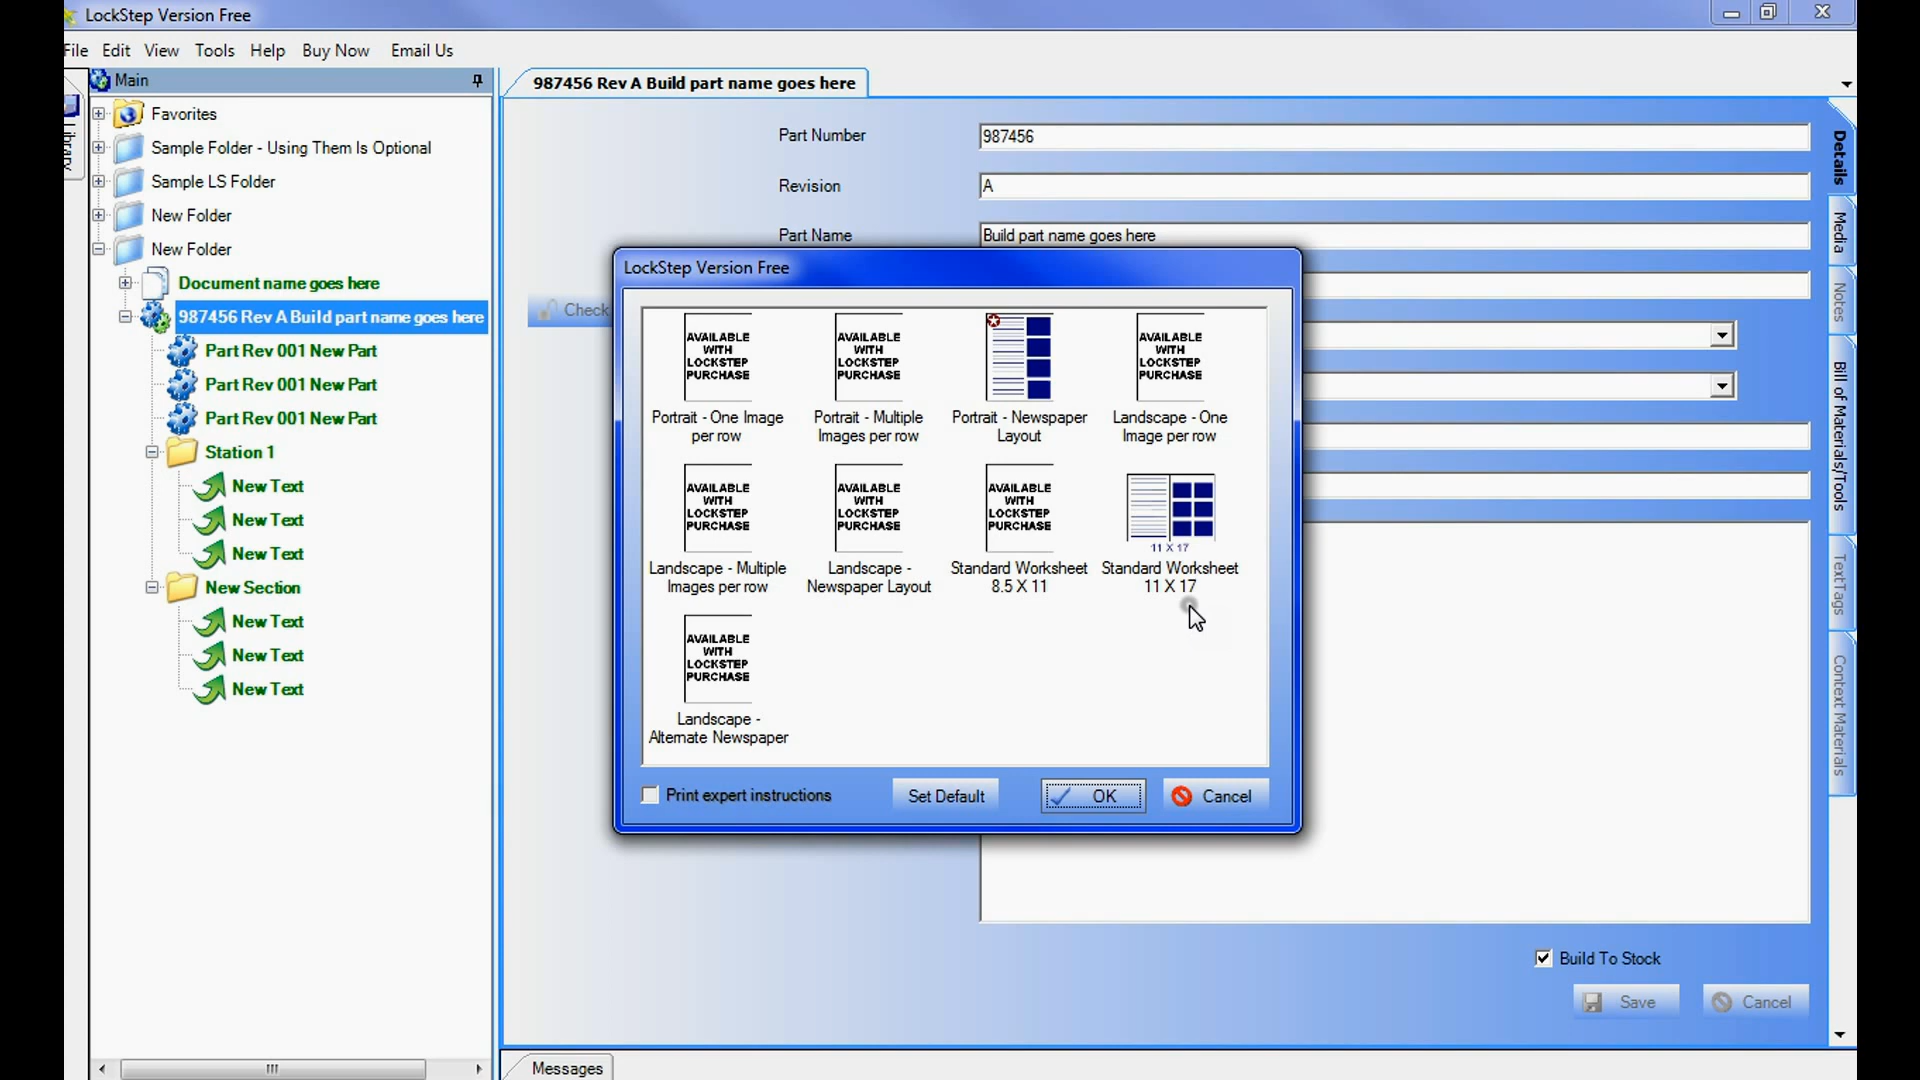 LockStep Version Free
File Edit View Tools Help Buy Now Email Us
Library
Main
Favorites
Sample Folder - Using Them Is Optional
Sample LS Folder
New Folder
New Folder
Document name goes here
987456 Rev A Build part name goes here
Part Rev 001 New Part
Part Rev 001 New Part
Part Rev 001 New Part
Station 1
New Text
New Text
New Text
New Section
New Text
New Text
New Text
987456 Rev A Build part name goes here
Part Number 987456
Revision A
Part Name Build part name goes here
Check
LockStep Version Free
AVAILABLE
WITH
LOCKSTEP
PURCHASE
Portrait - One Image
per row
AVAILABLE
WITH
LOCKSTEP
PURCHASE
Portrait - Multiple
Images per row
Portrait - Newspaper
Layout
AVAILABLE
WITH
LOCKSTEP
PURCHASE
Landscape - One
Image per row
AVAILABLE
WITH
LOCKSTEP
PURCHASE
Landscape - Multiple
Images per row
AVAILABLE
WITH
LOCKSTEP
PURCHASE
Landscape -
Newspaper Layout
AVAILABLE
WITH
LOCKSTEP
PURCHASE
Standard Worksheet
8.5 X 11
11 X 17
Standard Worksheet
11 X 17
AVAILABLE
WITH
LOCKSTEP
PURCHASE
Landscape -
Alternate Newspaper
Print expert instructions
Set Default
OK
Cancel
Build To Stock
Save
Cancel
Details
Media
Notes
Bill of Materials/Tools
TextTags
Context Materials
Messages